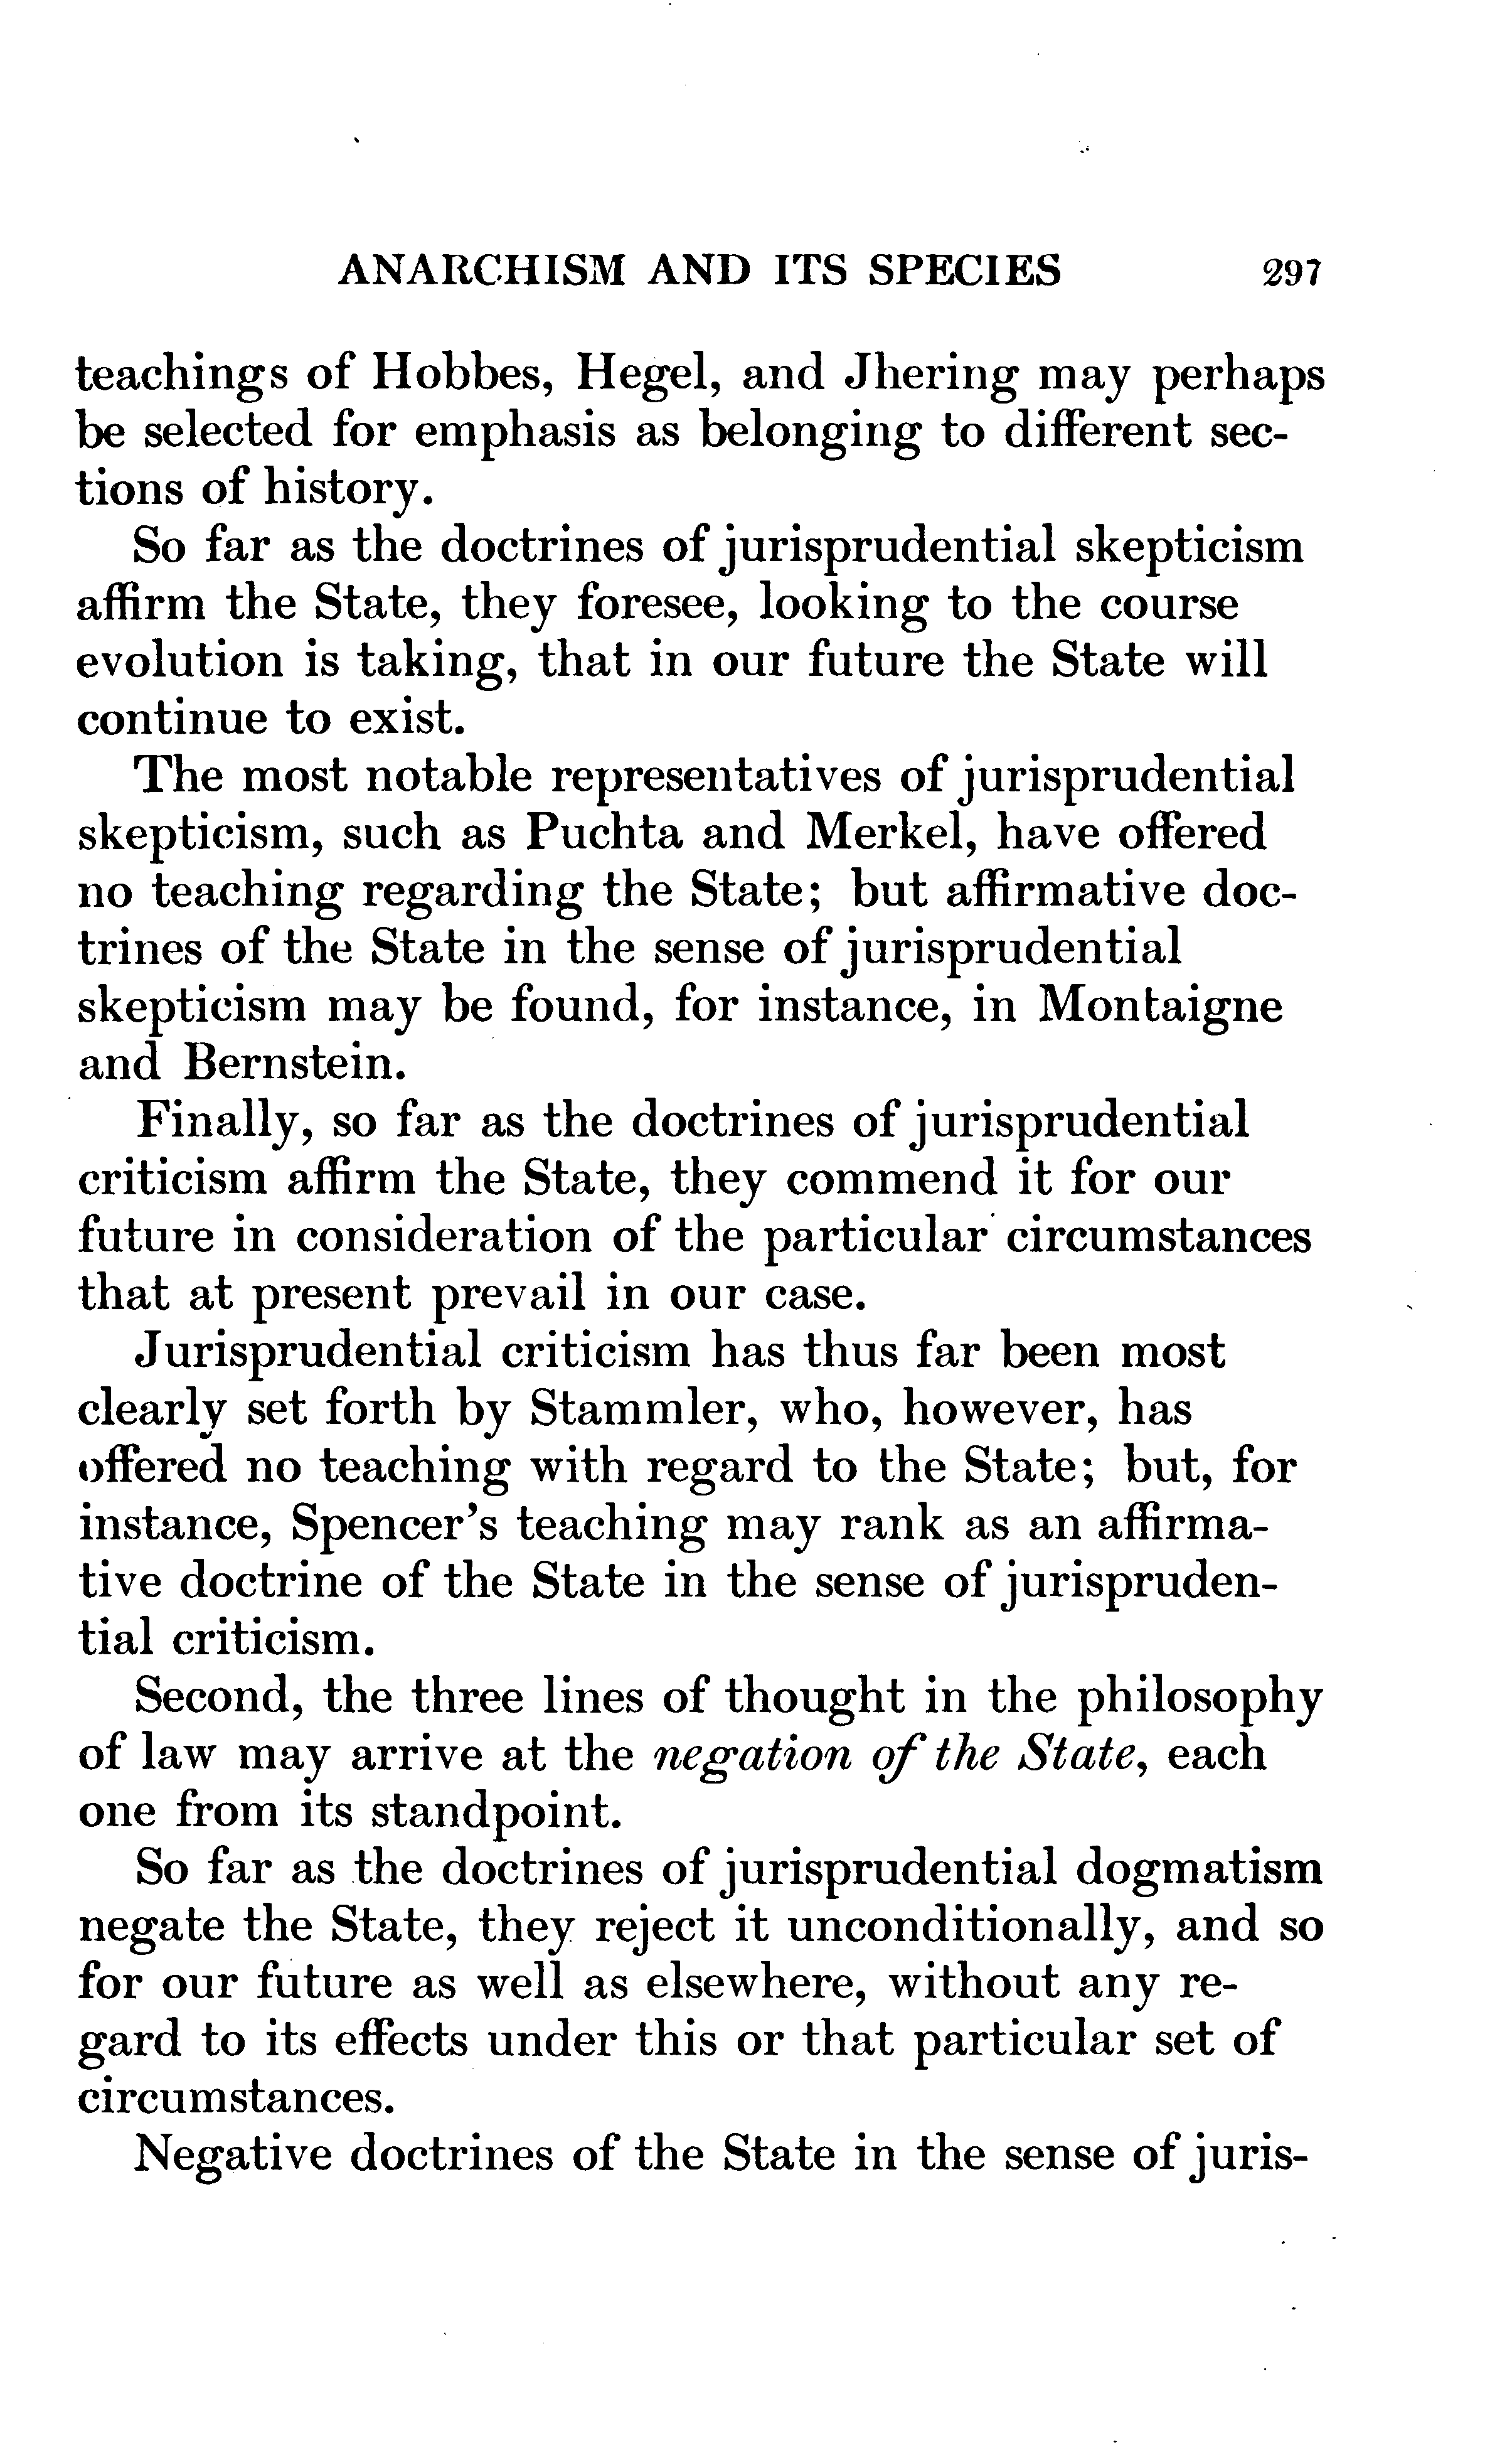 ANARCHISM AND ITS SPECIES 297
teachings of Hobbes, Hegel, and Jhering may perhaps
be selected for emphasis as belonging to different sec-
tions of history.
So far as the doctrines of jurisprudential skepticism
affirm the State, they foresee, looking to the course
evolution is taking, that in our future the State will
continue to exist.
The most notable representatives of jurisprudential
skepticism, such as Puchta and Merkel, have offered
no teaching regarding the State; but affirmative doc-
trines of the State in the sense of jurisprudential
skepticism may be found, for instance, in Montaigne
and Bernstein.
Finally, so far as the doctrines of jurisprudential
criticism affirm the State, they commend it for our
future in consideration of the particular circumstances
that at present prevail in our case.
Jurisprudential criticism has thus far been most
clearly set forth by Stammler, who, however, has
offered no teaching with regard to the State; but, for
instance, Spencer's teaching may rank as an affirma-
tive doctrine of the State in the sense of jurispruden-
tial criticism.
Second, the three lines of thought in the philosophy
of law may arrive at the negation of the State, each
one from its standpoint.
So far as the doctrines of jurisprudential dogmatism
negate the State, they reject it unconditionally, and so
for our future as well as elsewhere, without any re-
gard to its effects under this or that particular set of
circumstances.
Negative doctrines of the State in the sense of juris-